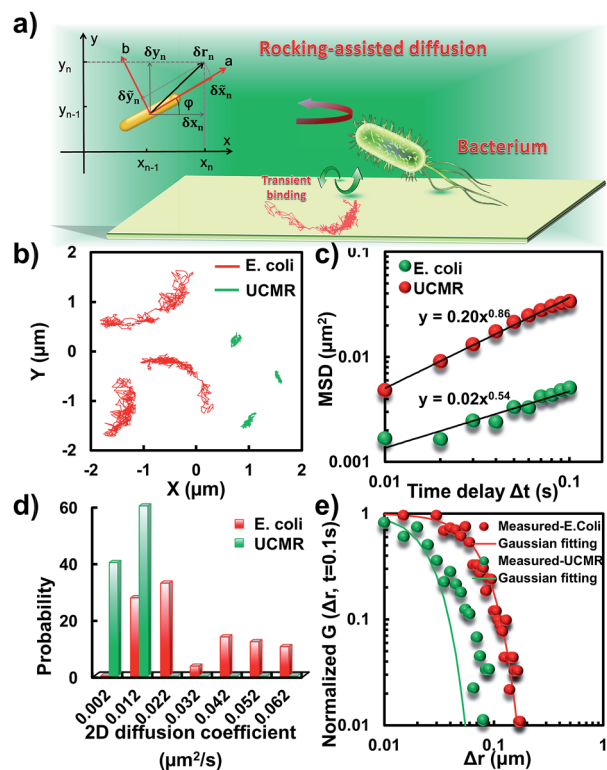 a)
Rocking-assisted diffusion
Bacterium
Transient
binding
y
b
δyₙ
δrₙ
a
yₙ
δỹₙ
δx̃ₙ
φ
yₙ₋₁
δxₙ
x
xₙ₋₁
xₙ
b)
E. coli
UCMR
2
1
0
-1
-2
Y (μm)
-2
-1
0
1
2
X (μm)
c)
E. coli
UCMR
0.1
0.01
0.001
MSD (μm²)
y = 0.20x^0.86
y = 0.02x^0.54
0.01
0.1
Time delay Δt (s)
d)
E. coli
UCMR
60
40
20
0
Probability
0.002
0.012
0.022
0.032
0.042
0.052
0.062
2D diffusion coefficient
(μm²/s)
e)
Measured-E.Coli
Gaussian fitting
Measured-UCMR
Gaussian fitting
1
0.1
0.01
Normalized G (Δr, t=0.1s)
0.01
0.1
1
Δr (μm)